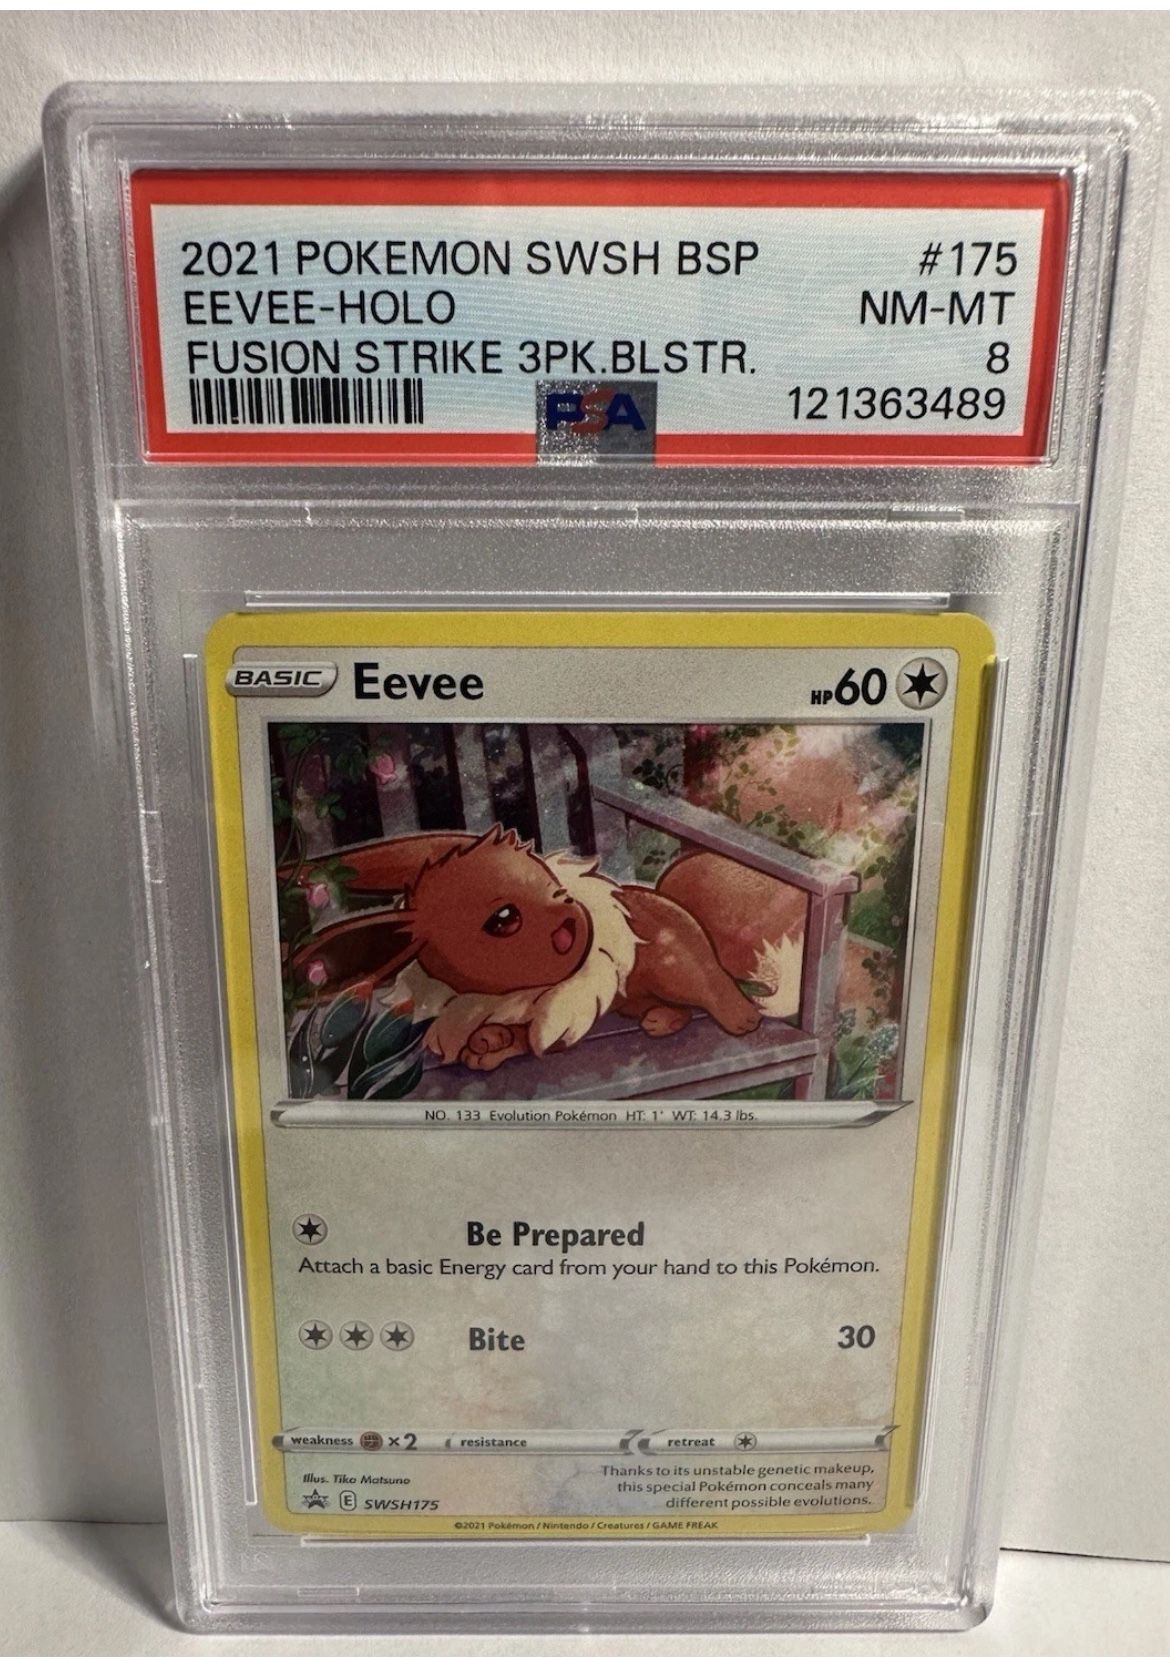 2021 POKEMON SWSH BSP #175
EEVEE-HOLO NM-MT
FUSION STRIKE 3PK.BLSTR. 8
PSA 121363489
BASIC Eevee HP60
NO. 133 Evolution Pokémon HT: 1' WT: 14.3 lbs.
Be Prepared
Attach a basic Energy card from your hand to this Pokémon.
Bite 30
weakness ×2 resistance retreat
Illus. Tika Matsuno
E SWSH175
Thanks to its unstable genetic makeup,
this special Pokémon conceals many
different possible evolutions.
©2021 Pokémon / Nintendo / Creatures / GAME FREAK